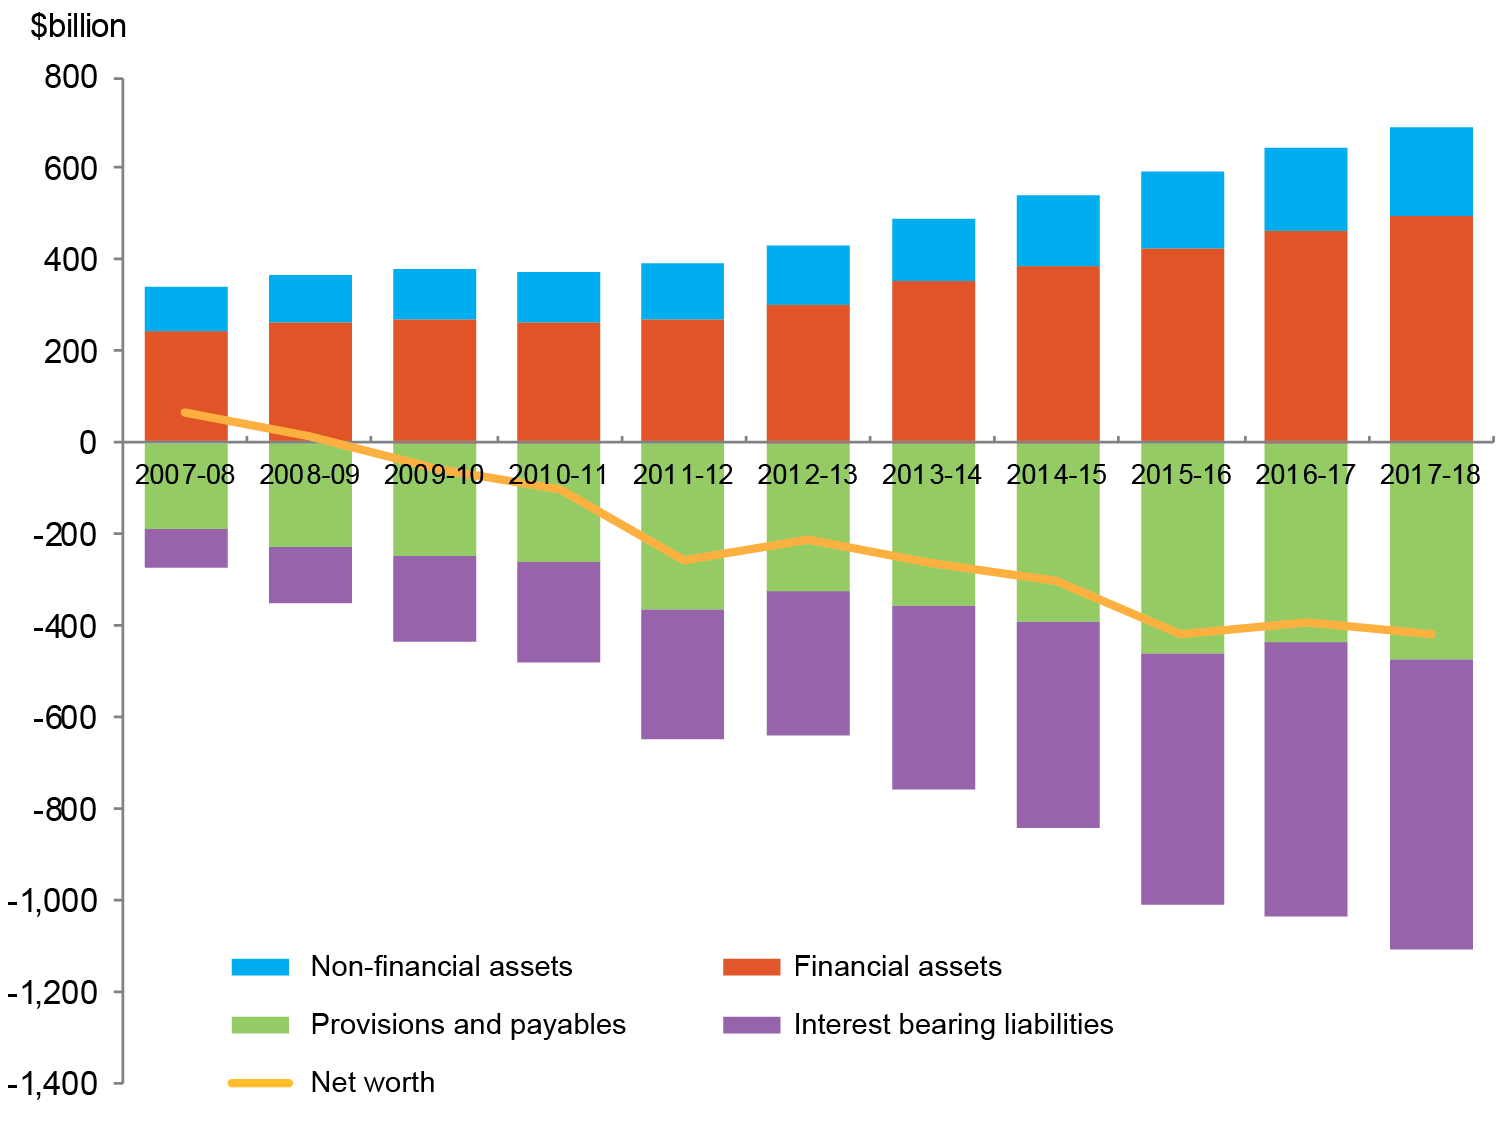 $billion
800
600
400
200
0
2007-08 2008-09 2009-10 2010-11 2011-12 2012-13 2013-14 2014-15 2015-16 2016-17 2017-18
-200
-400
-600
-800
-1,000
Non-financial assets Financial assets
-1,200
Provisions and payables Interest bearing liabilities
Net worth
-1,400